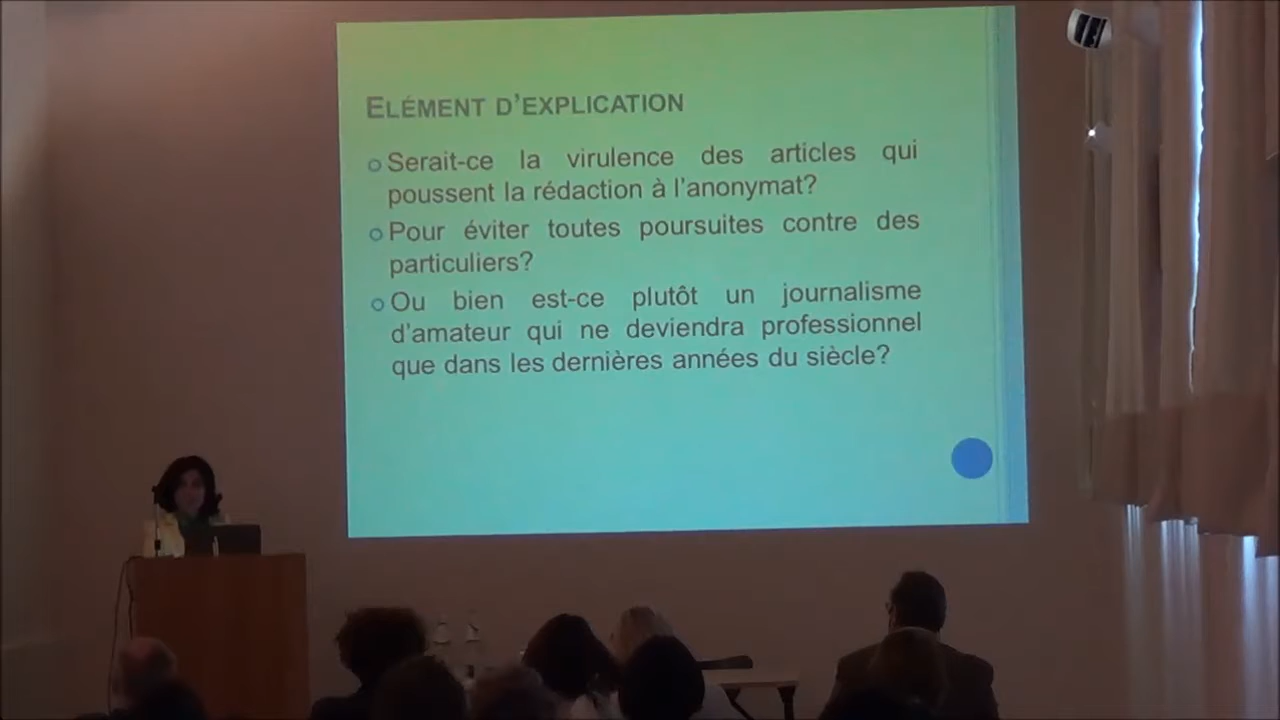 ELÉMENT D'EXPLICATION
Serait-ce la virulence des articles qui
poussent la rédaction à l'anonymat?
Pour éviter toutes poursuites contre des
particuliers?
Ou bien est-ce plutôt un journalisme
d'amateur qui ne deviendra professionnel
que dans les dernières années du siècle?